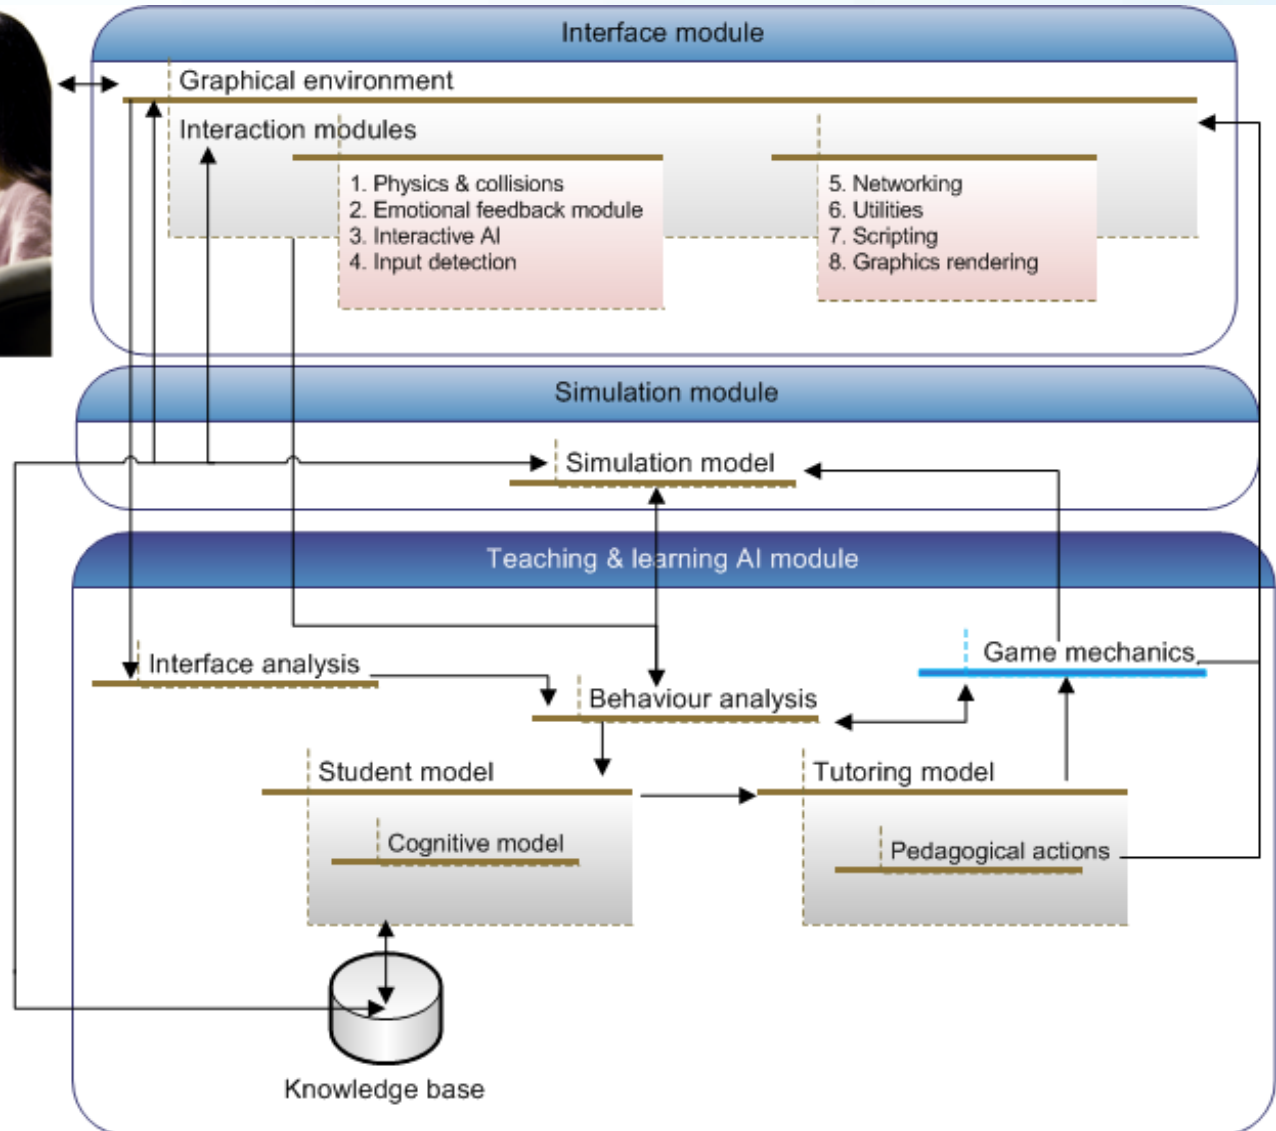 Interface module
Graphical environment
Interaction modules
1. Physics & collisions
2. Emotional feedback module
3. Interactive AI
4. Input detection
5. Networking
6. Utilities
7. Scripting
8. Graphics rendering
Simulation module
Simulation model
Teaching & learning AI module
Interface analysis
Game mechanics
Behaviour analysis
Student model
Tutoring model
Cognitive model
Pedagogical actions
Knowledge base